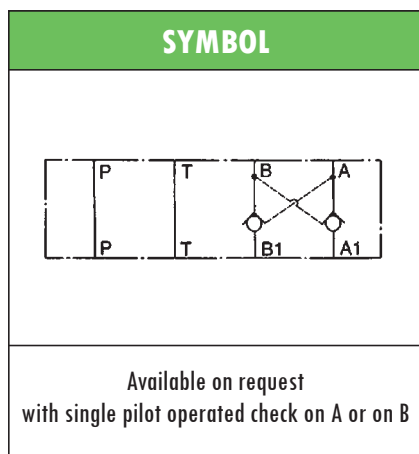 SYMBOL
P T B A
P T B1 A1
Available on request
with single pilot operated check on A or on B